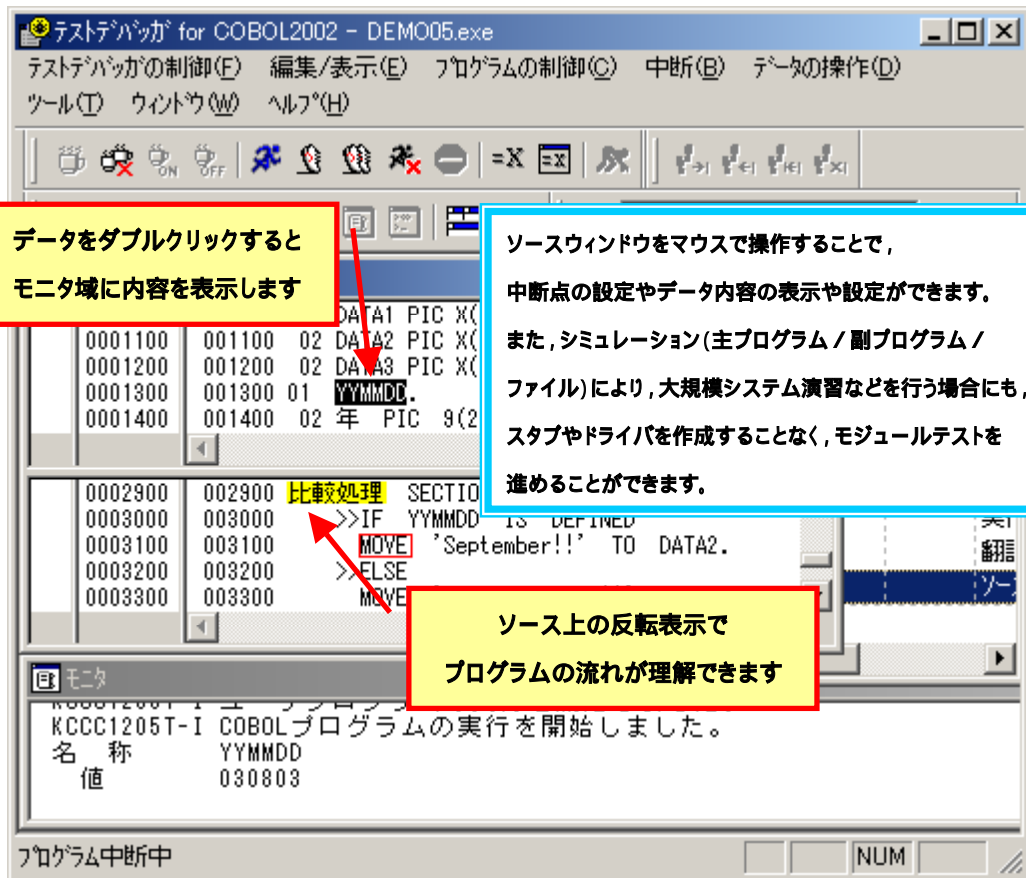 テストデバッガ for COBOL2002 - DEMO05.exe
テストデバッガの制御(F) 編集/表示(E) プログラムの制御(C) 中断(B) データの操作(D)
ツール(T) ウィンドウ(W) ヘルプ(H)
ON OFF =X =X
データをダブルクリックすると
モニタ域に内容を表示します
ソースウィンドウをマウスで操作することで,
中断点の設定やデータ内容の表示や設定ができます。
また,シミュレーション(主プログラム / 副プログラム /
ファイル)により,大規模システム演習などを行う場合にも,
スタブやドライバを作成することなく,モジュールテストを
進めることができます。
DATA1 PIC X(
0001100 001100 02 DATA2 PIC X(
0001200 001200 02 DATA3 PIC X(
0001300 001300 01 YYMMDD.
0001400 001400 02 年 PIC 9(2
0002900 002900 比較処理 SECTIO
0003000 003000 >>IF YYMMDD IS DEFINED
0003100 003100 MOVE 'September!!' TO DATA2.
0003200 003200 >>ELSE
0003300 003300 MOVE
ソース上の反転表示で
プログラムの流れが理解できます
モニタ
KCCC1205T-I COBOLプログラムの実行を開始しました。
名 称 YYMMDD
値 030803
プログラム中断中 NUM